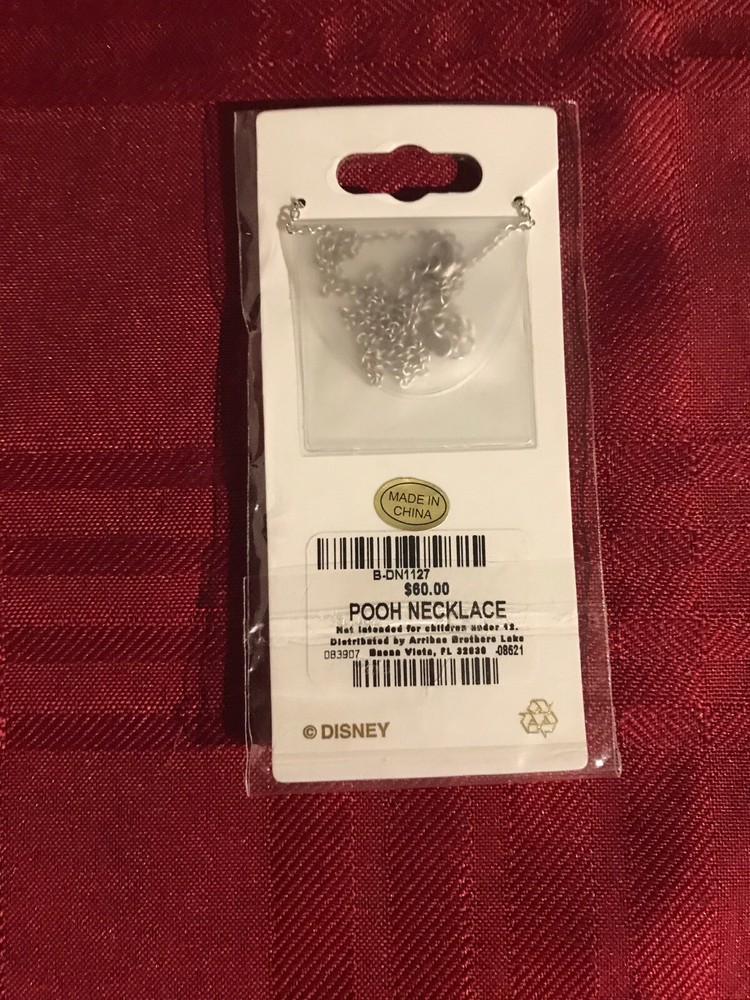 MADE IN
CHINA
B-DN1127
$60.00
POOH NECKLACE
Not intended for children under 12.
Distributed by Arribas Brothers Lake
083907 Buena Vista, FL 32830 -08621
© DISNEY